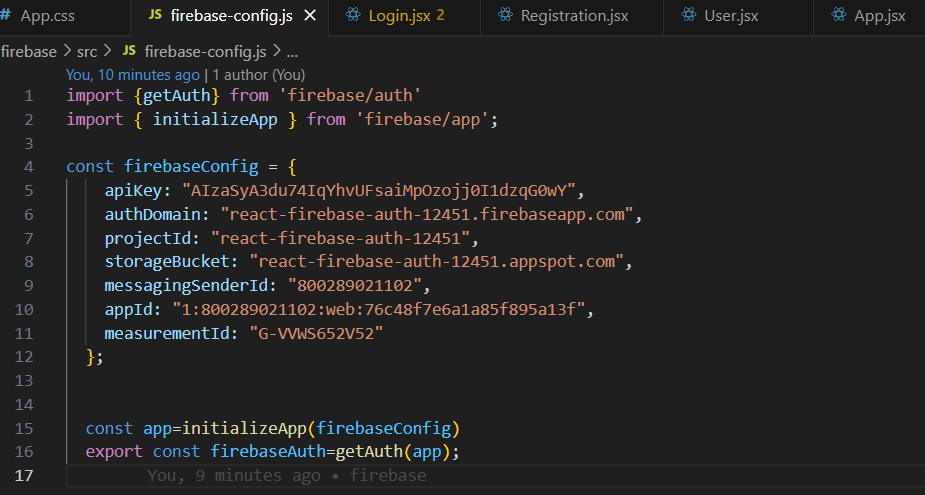 # App.css JS firebase-config.js × Login.jsx 2 Registration.jsx User.jsx App.jsx
firebase > src > JS firebase-config.js > ...
You, 10 minutes ago | 1 author (You)
1 import {getAuth} from 'firebase/auth'
2 import { initializeApp } from 'firebase/app';
3
4 const firebaseConfig = {
5 apiKey: "AIzaSyA3du74IqYhvUFsaiMpOzojj0I1dzqG0wY",
6 authDomain: "react-firebase-auth-12451.firebaseapp.com",
7 projectId: "react-firebase-auth-12451",
8 storageBucket: "react-firebase-auth-12451.appspot.com",
9 messagingSenderId: "800289021102",
10 appId: "1:800289021102:web:76c48f7e6a1a85f895a13f",
11 measurementId: "G-VVWS652V52"
12 };
13
14
15 const app=initializeApp(firebaseConfig)
16 export const firebaseAuth=getAuth(app);
17 You, 9 minutes ago • firebase